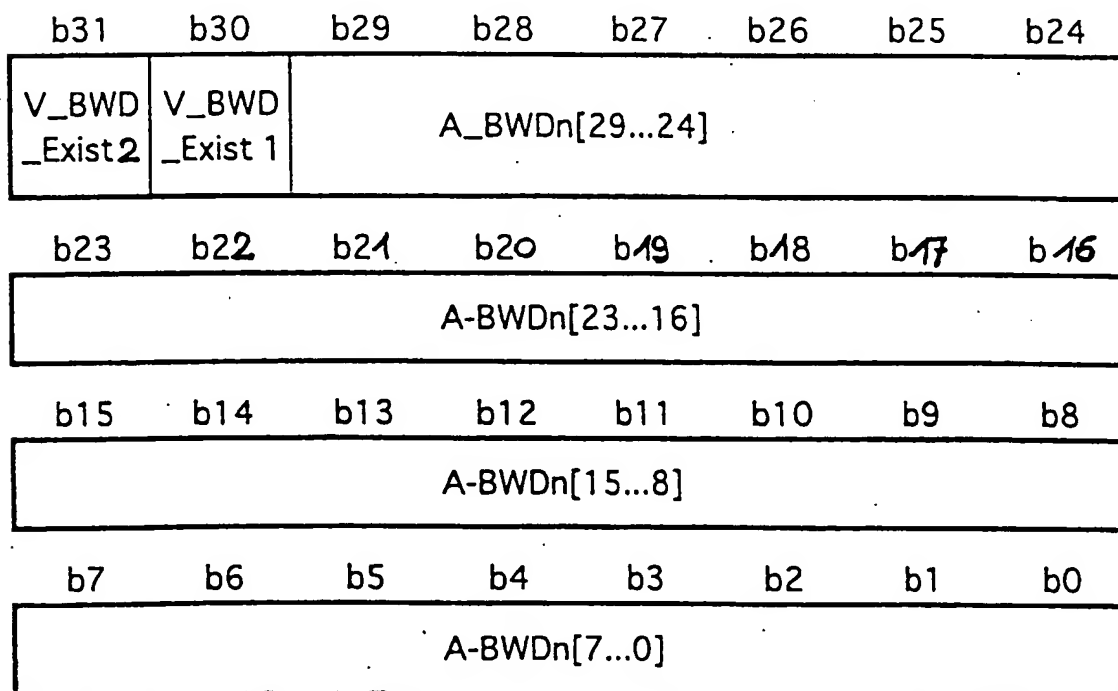 b31 b30 b29 b28 b27 b26 b25 b24
V_BWD V_BWD A_BWDn[29...24]
_Exist2 _Exist 1
b23 b22 b21 b20 b19 b18 b17 b16
A-BWDn[23...16]
b15 b14 b13 b12 b11 b10 b9 b8
A-BWDn[15...8]
b7 b6 b5 b4 b3 b2 b1 b0
A-BWDn[7...0]